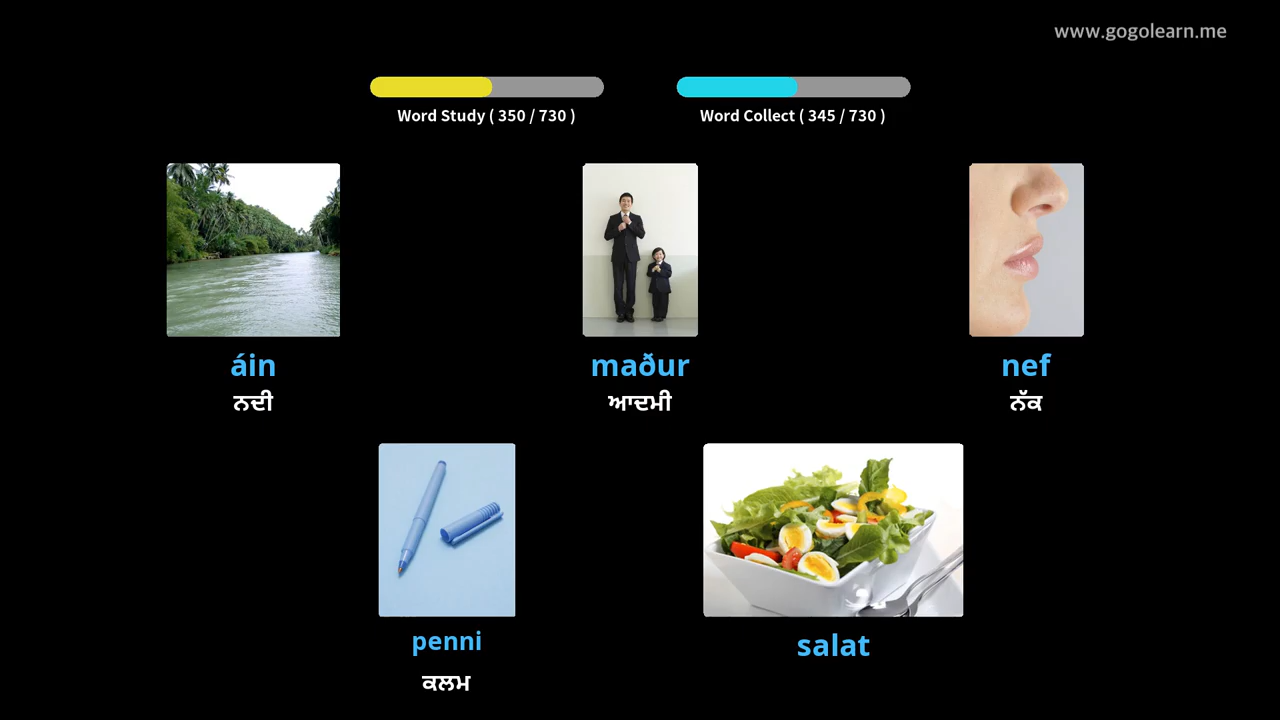 www.gogolearn.me
Word Study ( 350 / 730 )
Word Collect ( 345 / 730 )
áin
ਨਦੀ
maður
ਆਦਮੀ
nef
ਨੱਕ
penni
ਕਲਮ
salat